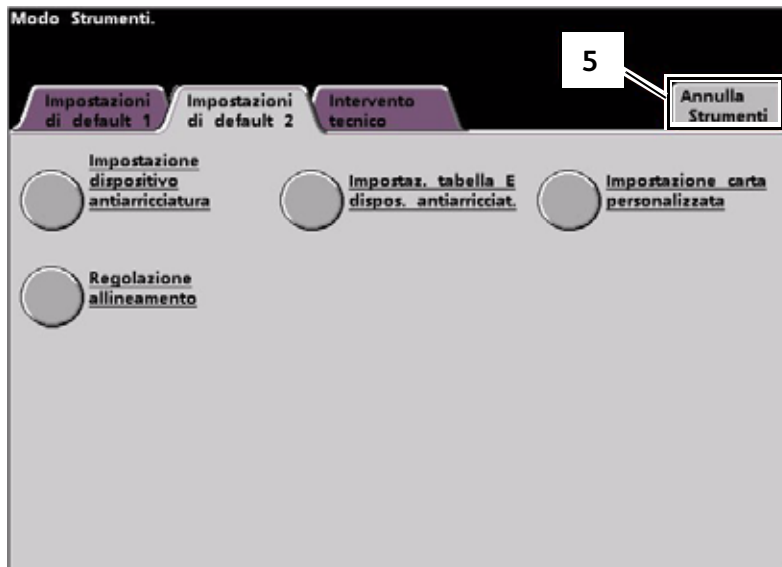 Modo Strumenti.
5
Impostazioni
di default 1
Impostazioni
di default 2
Intervento
tecnico
Annulla
Strumenti
Impostazione
dispositivo
antiarricciatura
Impostaz. tabella E
dispos. antiarricciat.
Impostazione carta
personalizzata
Regolazione
allineamento